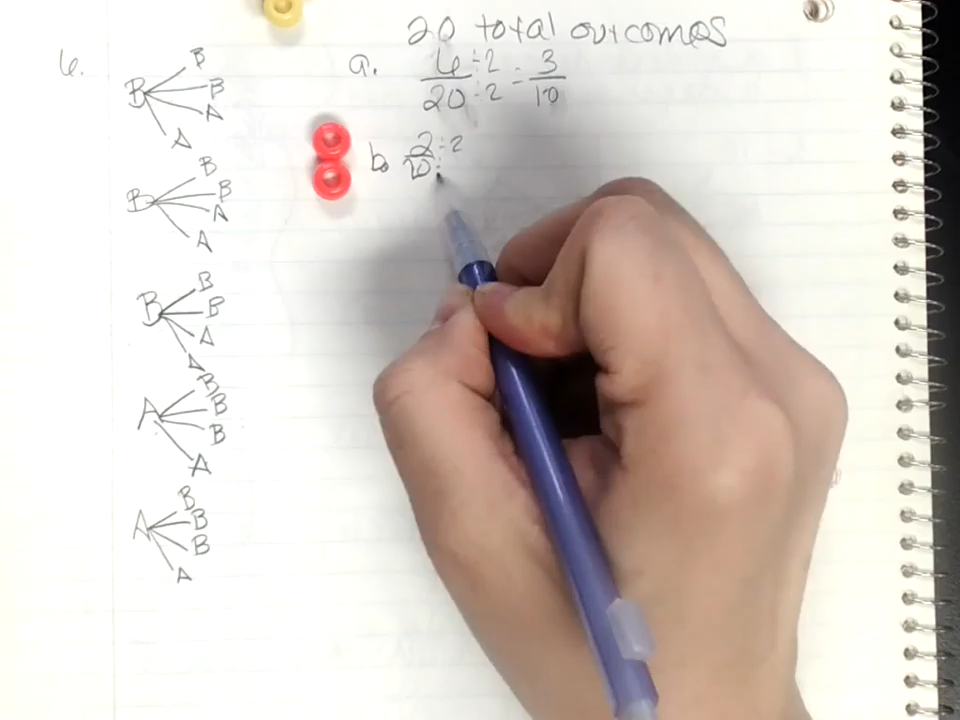 20 total outcomes
6.
a. 6/20 ÷2/÷2 = 3/10
b. 2/20 ÷2/÷
B B B A A
B B B A A
B B B A A
A B B B A
A B B B A